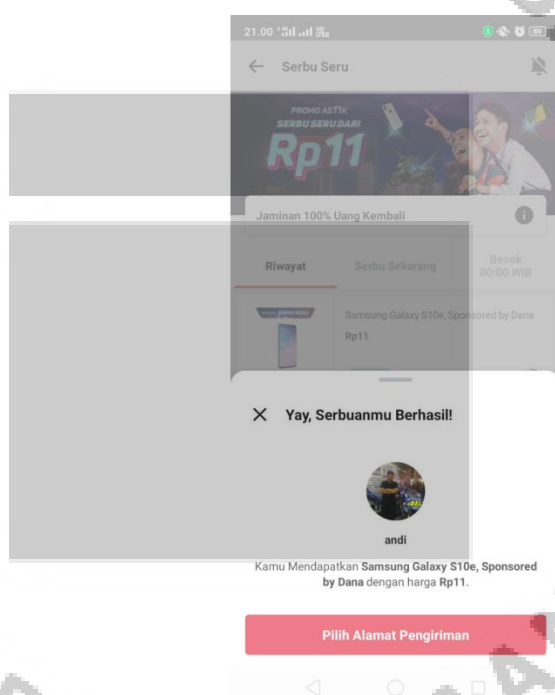 21.00
Serbu Seru
PROMO ASTIK
SERBU SERU DARI
Rp11
Jaminan 100% Uang Kembali
Riwayat Serbu Sekarang Besok
00:00 WIB
Samsung Galaxy S10e, Sponsored by Dana
Rp11
Yay, Serbuanmu Berhasil!
andi
Kamu Mendapatkan Samsung Galaxy S10e, Sponsored
by Dana dengan harga Rp11.
Pilih Alamat Pengiriman